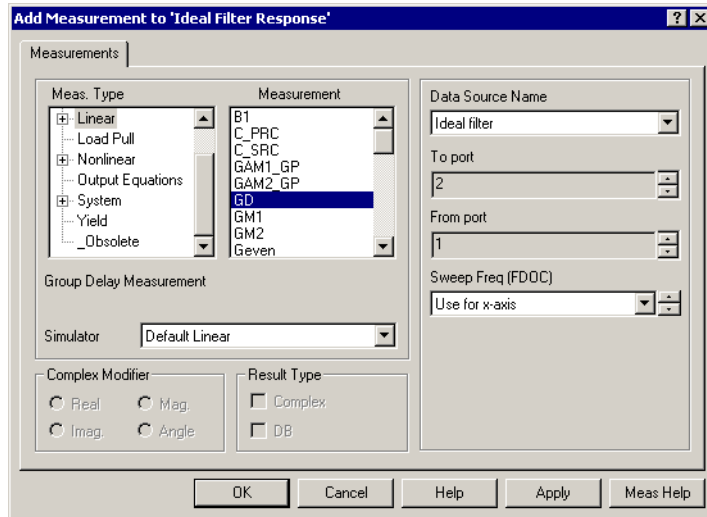 Add Measurement to 'Ideal Filter Response'
Measurements
Meas. Type
Linear
Load Pull
Nonlinear
Output Equations
System
Yield
_Obsolete
Measurement
B1
C_PRC
C_SRC
GAM1_GP
GAM2_GP
GD
GM1
GM2
Geven
Group Delay Measurement
Simulator
Default Linear
Complex Modifier
Real
Mag.
Imag.
Angle
Result Type
Complex
DB
Data Source Name
Ideal filter
To port
2
From port
1
Sweep Freq (FDOC)
Use for x-axis
OK
Cancel
Help
Apply
Meas Help